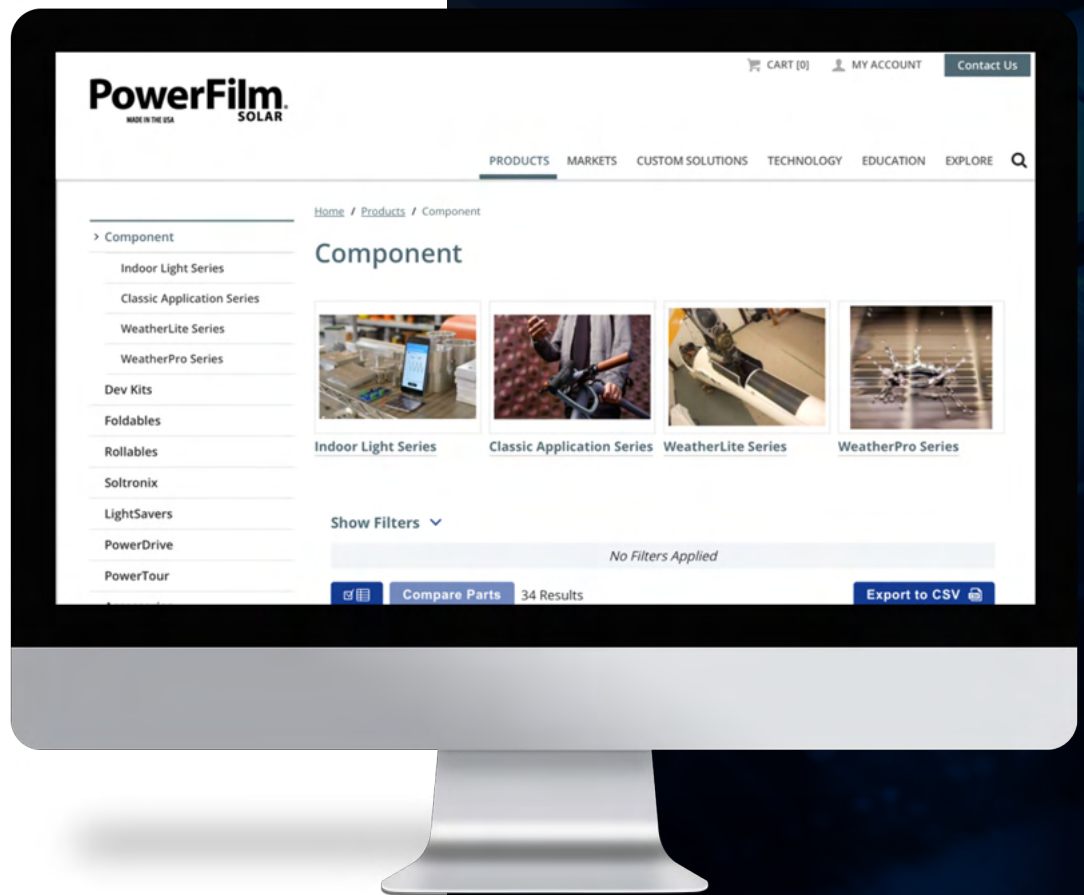 PowerFilm®
MADE IN THE USA SOLAR
CART [0] MY ACCOUNT Contact Us
PRODUCTS MARKETS CUSTOM SOLUTIONS TECHNOLOGY EDUCATION EXPLORE
Home / Products / Component
> Component
Indoor Light Series
Classic Application Series
WeatherLite Series
WeatherPro Series
Dev Kits
Foldables
Rollables
Soltronix
LightSavers
PowerDrive
PowerTour
Component
Indoor Light Series
Classic Application Series
WeatherLite Series
WeatherPro Series
Show Filters
No Filters Applied
Compare Parts 34 Results Export to CSV